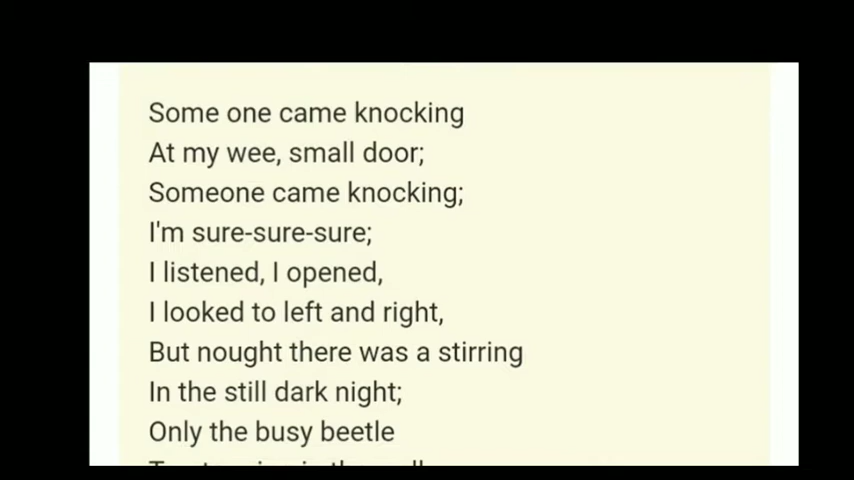 Some one came knocking
At my wee, small door;
Someone came knocking;
I'm sure-sure-sure;
I listened, I opened,
I looked to left and right,
But nought there was a stirring
In the still dark night;
Only the busy beetle